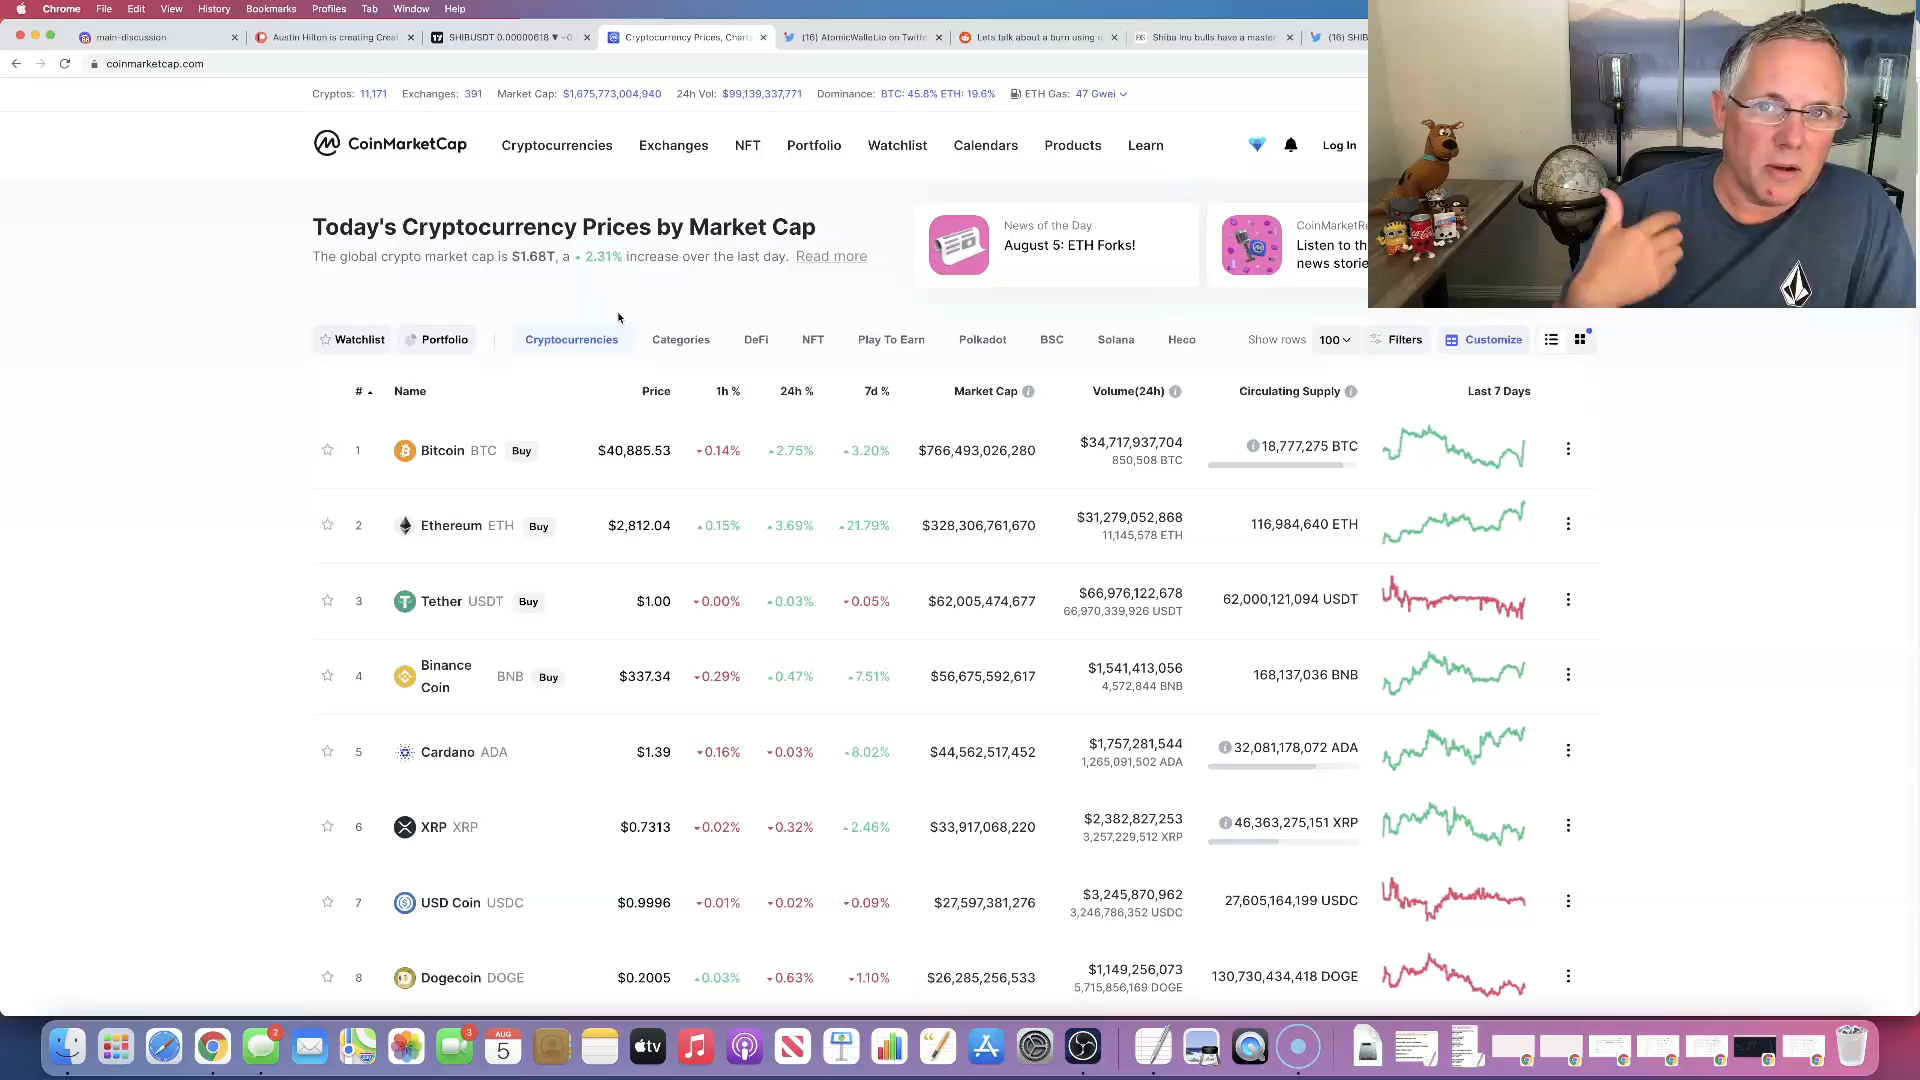 Chrome File Edit View History Bookmarks Profiles Tab Window Help
main-discussion
Austin Hilton is creating Creat
SHIBUSDT 0.00000618 ▼ −0
Cryptocurrency Prices, Charts
(16) AtomicWallet.io on Twitte
Lets talk about a burn using d
Shiba Inu bulls have a master
(16) SHIB
coinmarketcap.com
Cryptos: 11,171 Exchanges: 391 Market Cap: $1,675,773,004,940 24h Vol: $99,139,337,771 Dominance: BTC: 45.8% ETH: 19.6% ETH Gas: 47 Gwei
CoinMarketCap Cryptocurrencies Exchanges NFT Portfolio Watchlist Calendars Products Learn Log In
Today's Cryptocurrency Prices by Market Cap
The global crypto market cap is $1.68T, a 2.31% increase over the last day. Read more
News of the Day
August 5: ETH Forks!
CoinMarketRe
Listen to th
news storie
Watchlist Portfolio Cryptocurrencies Categories DeFi NFT Play To Earn Polkadot BSC Solana Heco Show rows 100 Filters Customize
# Name Price 1h % 24h % 7d % Market Cap Volume(24h) Circulating Supply Last 7 Days
1 Bitcoin BTC Buy $40,885.53 0.14% 2.75% 3.20% $766,493,026,280 $34,717,937,704 18,777,275 BTC
850,508 BTC
2 Ethereum ETH Buy $2,812.04 0.15% 3.69% 21.79% $328,306,761,670 $31,279,052,868 116,984,640 ETH
11,145,578 ETH
3 Tether USDT Buy $1.00 0.00% 0.03% 0.05% $62,005,474,677 $66,976,122,678 62,000,121,094 USDT
66,970,339,926 USDT
4 Binance Coin BNB Buy $337.34 0.29% 0.47% 7.51% $56,675,592,617 $1,541,413,056 168,137,036 BNB
4,572,844 BNB
5 Cardano ADA $1.39 0.16% 0.03% 8.02% $44,562,517,452 $1,757,281,544 32,081,178,072 ADA
1,265,091,502 ADA
6 XRP XRP $0.7313 0.02% 0.32% 2.46% $33,917,068,220 $2,382,827,253 46,363,275,151 XRP
3,257,229,512 XRP
7 USD Coin USDC $0.9996 0.01% 0.02% 0.09% $27,597,381,276 $3,245,870,962 27,605,164,199 USDC
3,246,786,352 USDC
8 Dogecoin DOGE $0.2005 0.03% 0.63% 1.10% $26,285,256,533 $1,149,256,073 130,730,434,418 DOGE
5,715,856,169 DOGE
2
3
AUG
5
tv